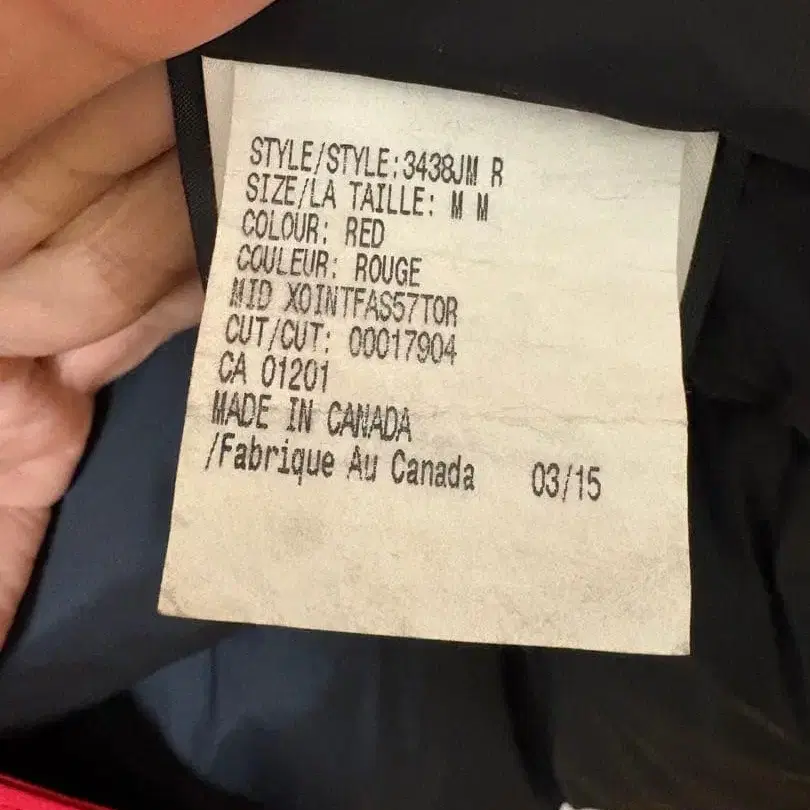 STYLE/STYLE:3438JM R
SIZE/LA TAILLE: M M
COLOUR: RED
COULEUR: ROUGE
MID XOINTFAS57TOR
CUT/CUT: 00017904
CA 01201
MADE IN CANADA
/Fabrique Au Canada 03/15